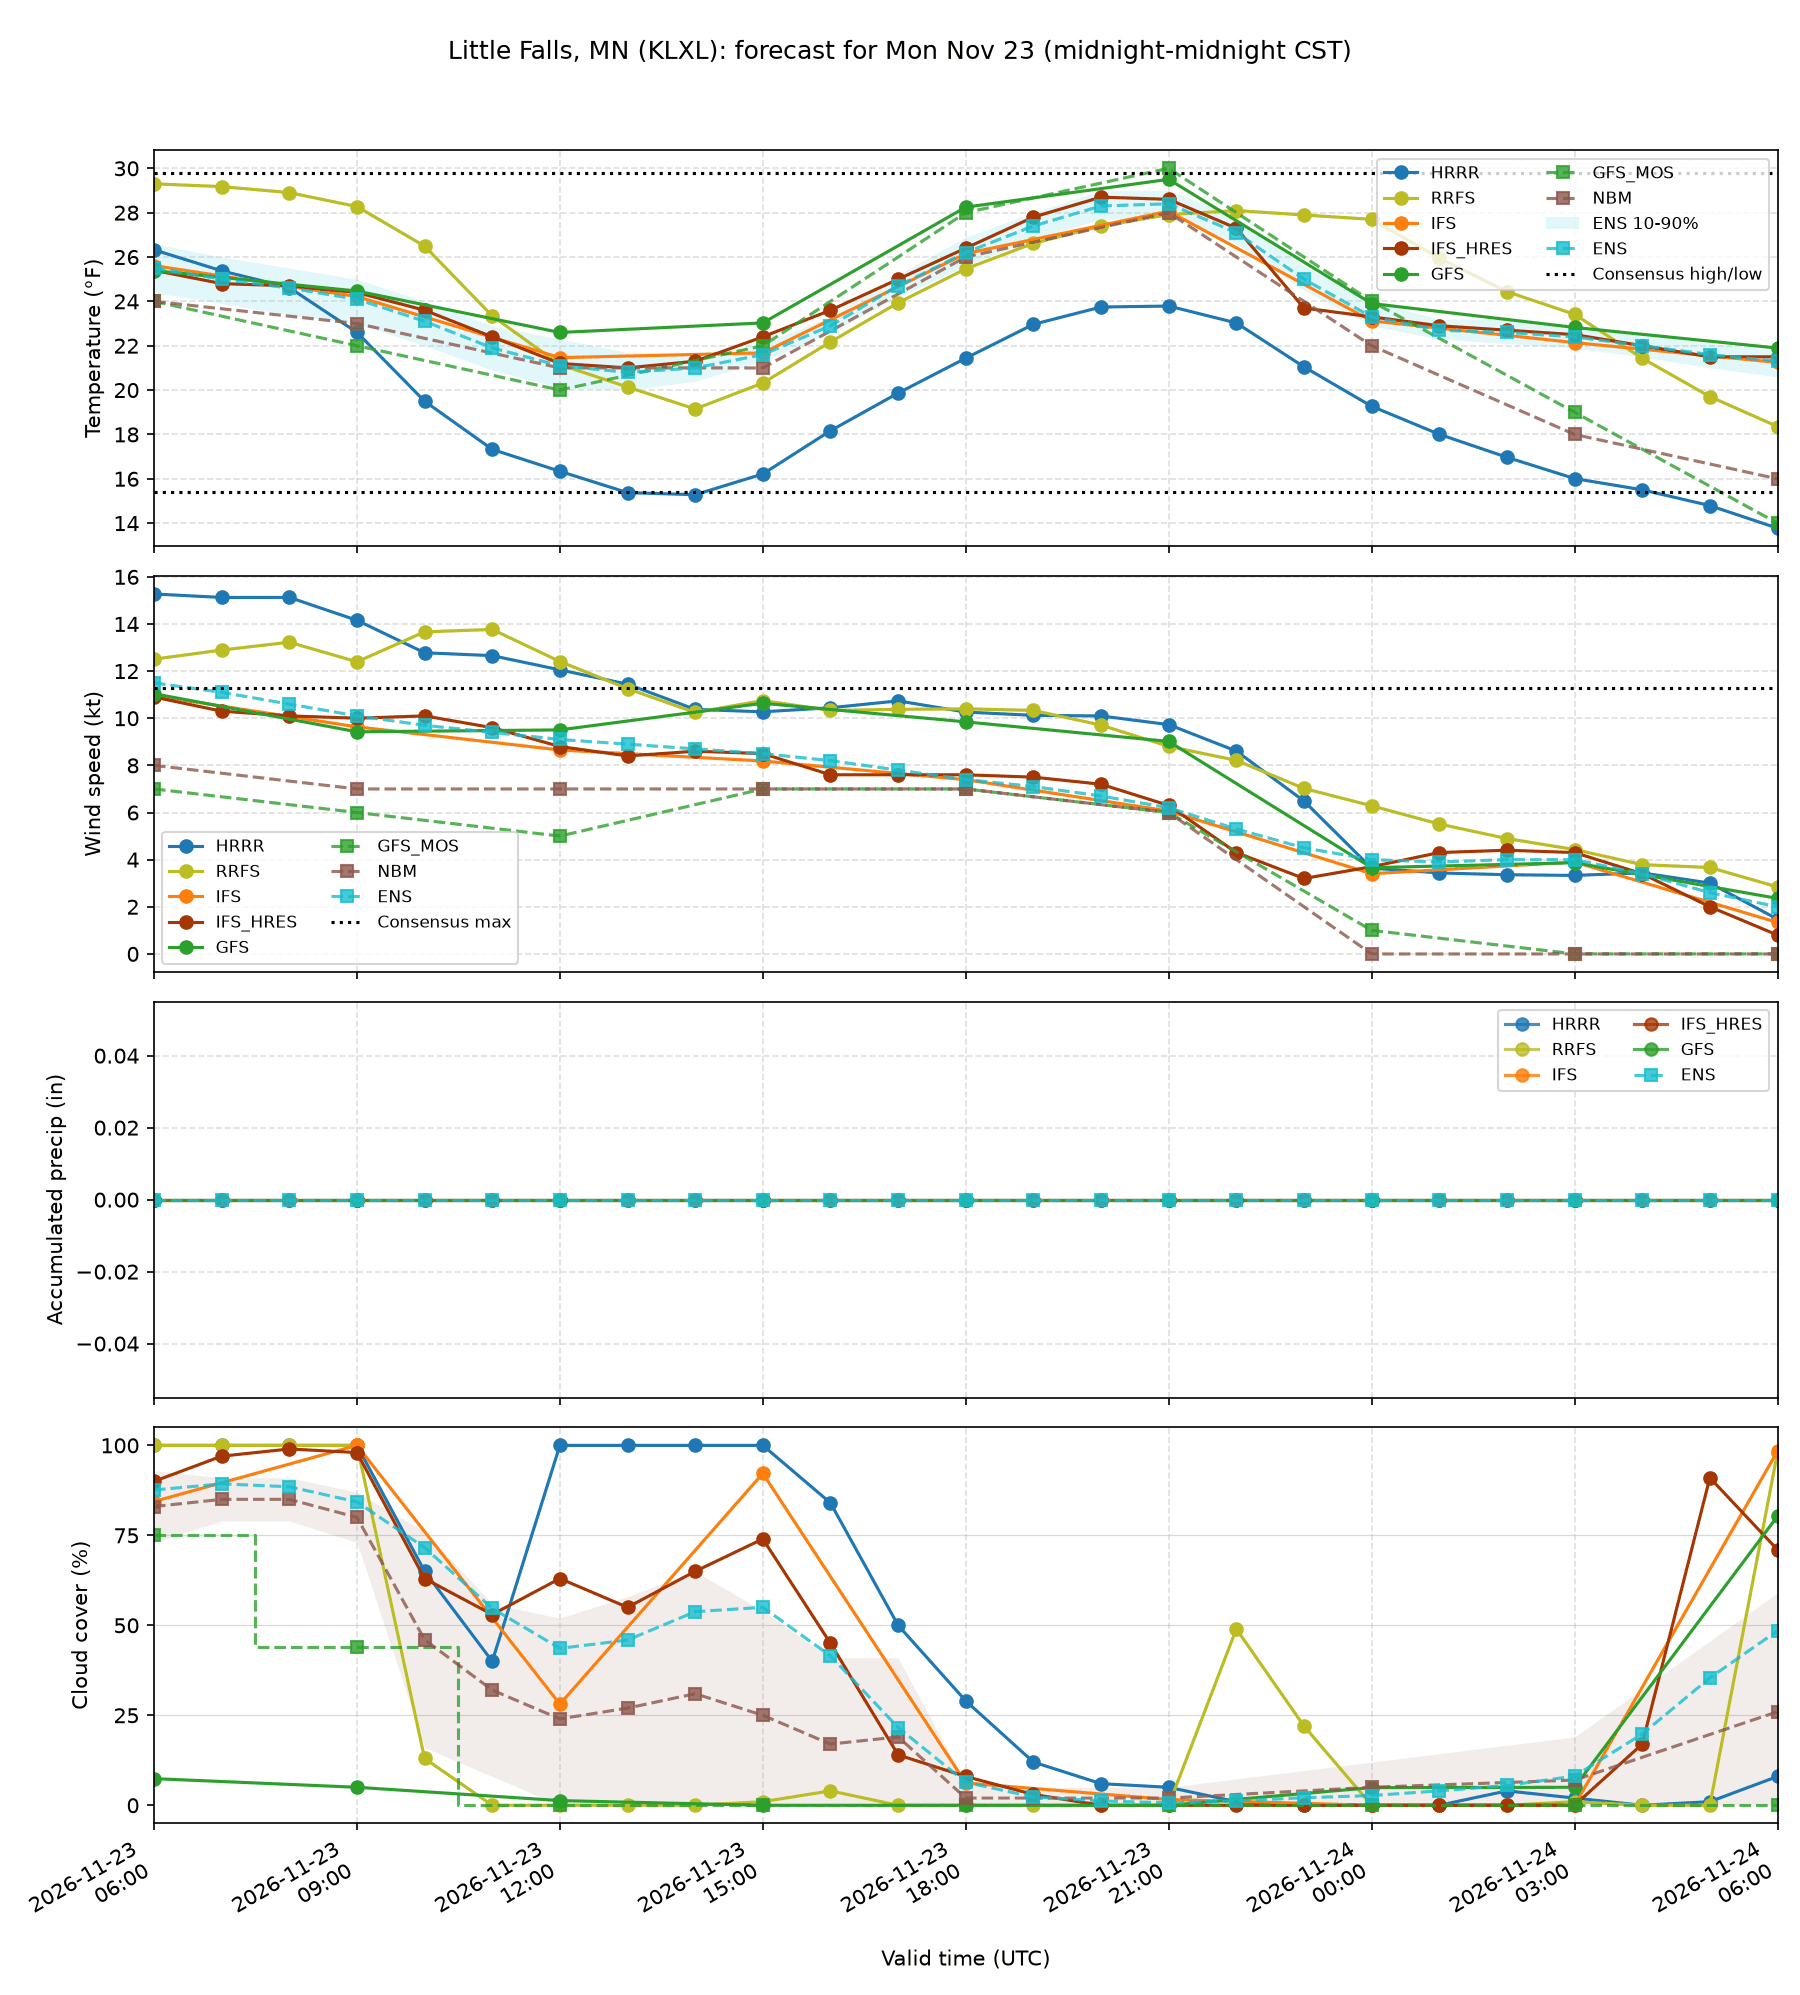 Little Falls, MN (KLXL): forecast for Mon Nov 23 (midnight-midnight CST)
Temperature (°F)
30
28
26
24
22
20
18
16
14
HRRR
RRFS
IFS
IFS_HRES
GFS
GFS_MOS
NBM
ENS 10-90%
ENS
Consensus high/low
Wind speed (kt)
16
14
12
10
8
6
4
2
0
HRRR
RRFS
IFS
IFS_HRES
GFS
GFS_MOS
NBM
ENS
Consensus max
Accumulated precip (in)
0.04
0.02
0.00
−0.02
−0.04
HRRR
RRFS
IFS
IFS_HRES
GFS
ENS
Cloud cover (%)
100
75
50
25
0
2026-11-23
06:00
2026-11-23
09:00
2026-11-23
12:00
2026-11-23
15:00
2026-11-23
18:00
2026-11-23
21:00
2026-11-24
00:00
2026-11-24
03:00
2026-11-24
06:00
Valid time (UTC)